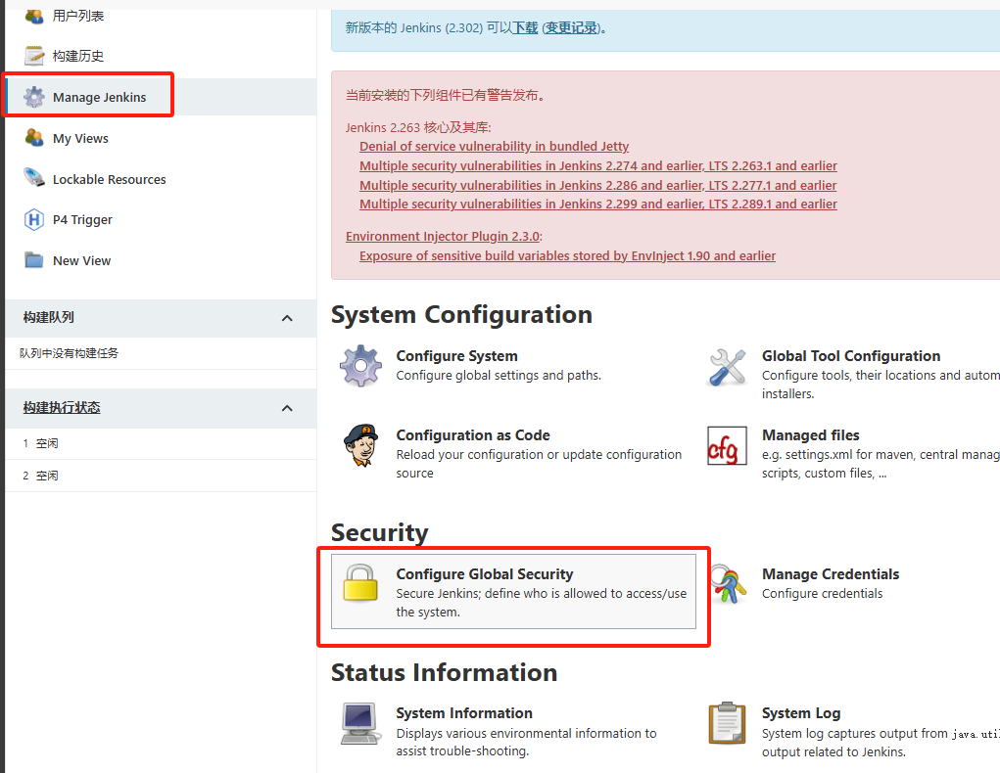 用户列表
构建历史
Manage Jenkins
My Views
Lockable Resources
P4 Trigger
New View
构建队列
队列中没有构建任务
构建执行状态
1 空闲
2 空闲
新版本的 Jenkins (2.302) 可以下载 (变更记录)。
当前安装的下列组件已有警告发布。
Jenkins 2.263 核心及其库:
Denial of service vulnerability in bundled Jetty
Multiple security vulnerabilities in Jenkins 2.274 and earlier, LTS 2.263.1 and earlier
Multiple security vulnerabilities in Jenkins 2.286 and earlier, LTS 2.277.1 and earlier
Multiple security vulnerabilities in Jenkins 2.299 and earlier, LTS 2.289.1 and earlier
Environment Injector Plugin 2.3.0:
Exposure of sensitive build variables stored by EnvInject 1.90 and earlier
System Configuration
Configure System
Configure global settings and paths.
Global Tool Configuration
Configure tools, their locations and autom
installers.
Configuration as Code
Reload your configuration or update configuration
source
cfg
Managed files
e.g. settings.xml for maven, central manag
scripts, custom files, ...
Security
Configure Global Security
Secure Jenkins; define who is allowed to access/use
the system.
Manage Credentials
Configure credentials
Status Information
System Information
Displays various environmental information to
assist trouble-shooting.
System Log
System log captures output from java.util
output related to Jenkins.